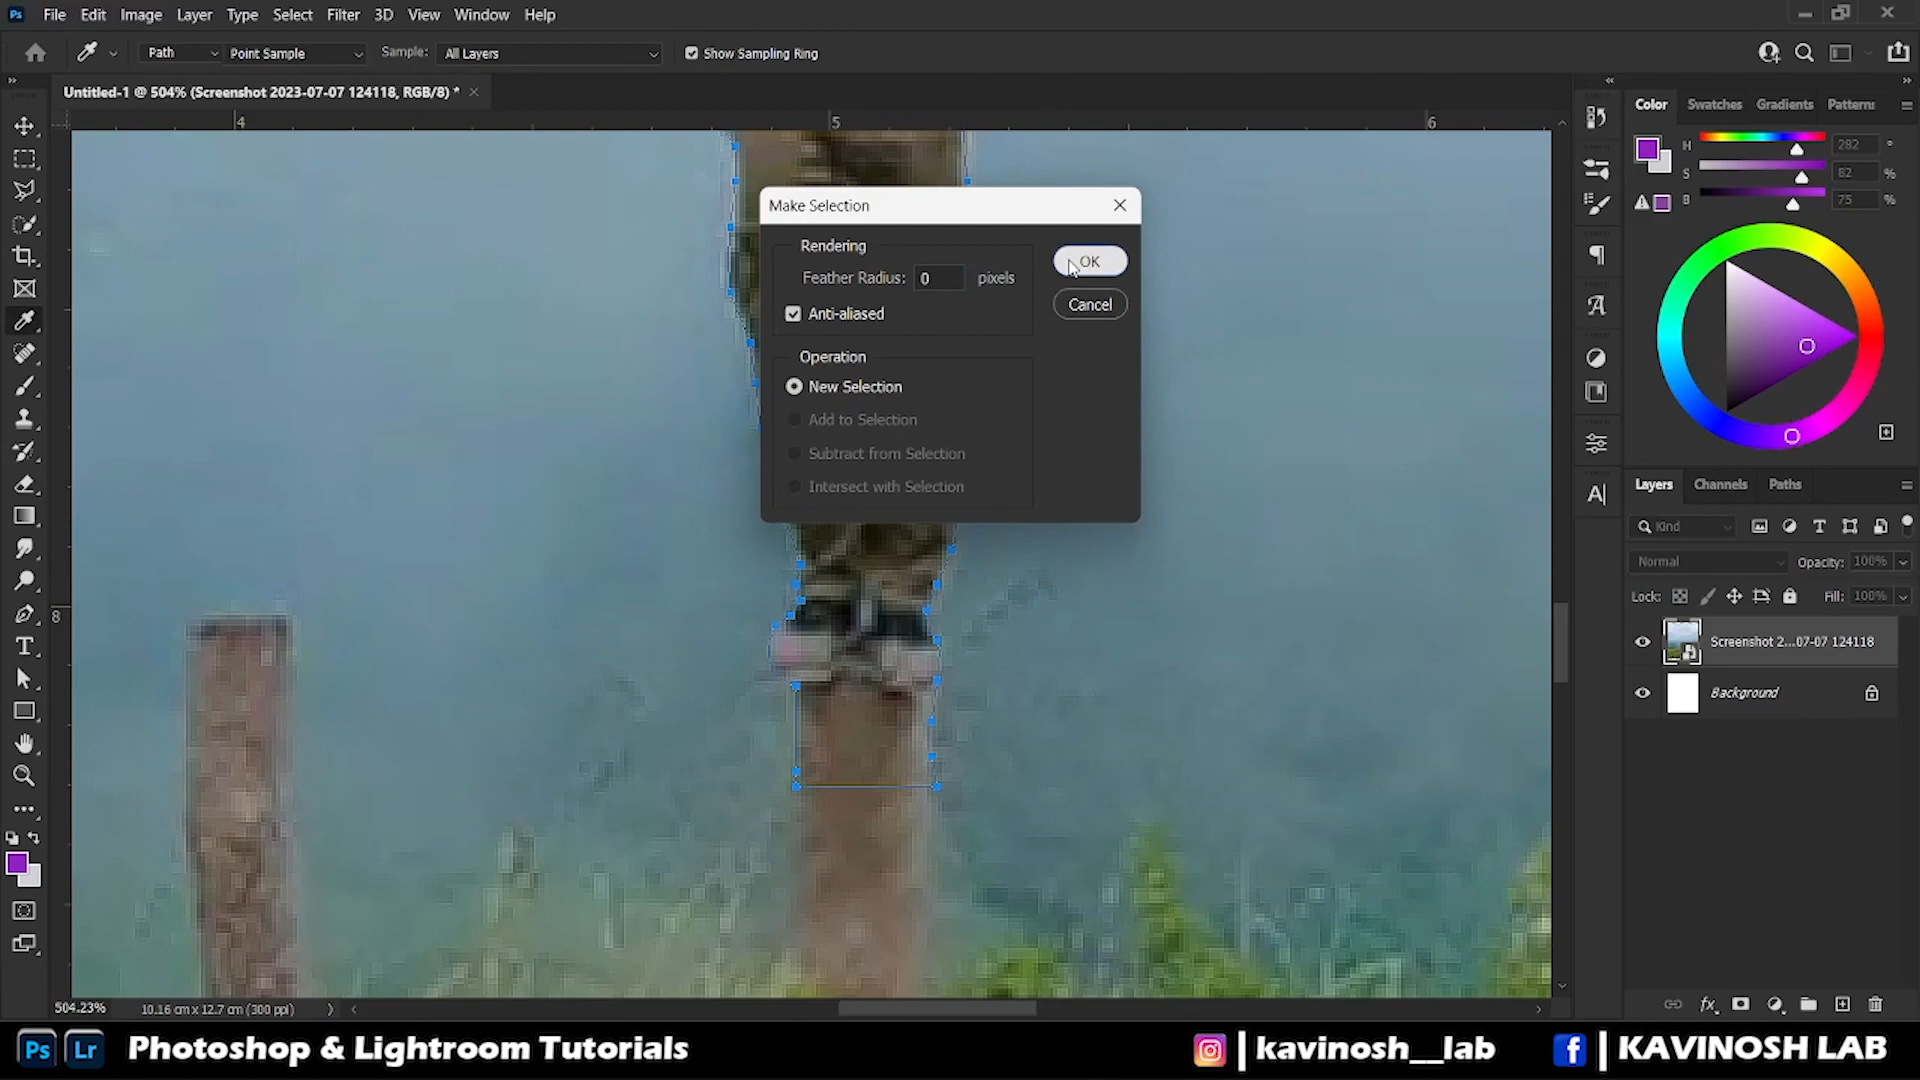 Ps File Edit Image Layer Type Select Filter 3D View Window Help
Path Point Sample Sample: All Layers Show Sampling Ring
Untitled-1 @ 504% (Screenshot 2023-07-07 124118, RGB/8) *
4 5 6
8
Make Selection
Rendering
Feather Radius: 0 pixels
Anti-aliased
OK
Cancel
Operation
New Selection
Add to Selection
Subtract from Selection
Intersect with Selection
Color Swatches Gradients Patterns
H 282 °
S 82 %
B 75 %
Layers Channels Paths
Kind
Normal Opacity: 100%
Lock: Fill: 100%
Screenshot 2...07-07 124118
Background
504.23% 10.16 cm x 12.7 cm (300 ppi)
Ps Lr Photoshop & Lightroom Tutorials
kavinosh__lab
KAVINOSH LAB